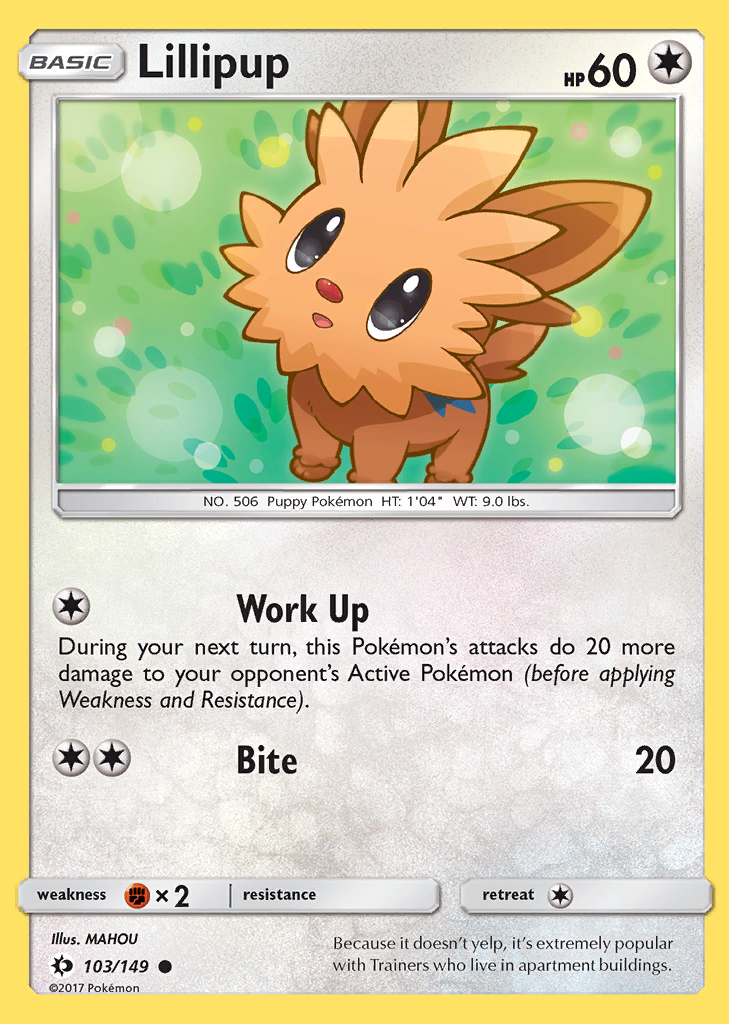 BASIC Lillipup HP 60
NO. 506 Puppy Pokémon HT: 1'04" WT: 9.0 lbs.
Work Up
During your next turn, this Pokémon's attacks do 20 more
damage to your opponent's Active Pokémon (before applying
Weakness and Resistance).
Bite 20
weakness × 2 resistance retreat
Illus. MAHOU
103/149
©2017 Pokémon
Because it doesn't yelp, it's extremely popular
with Trainers who live in apartment buildings.